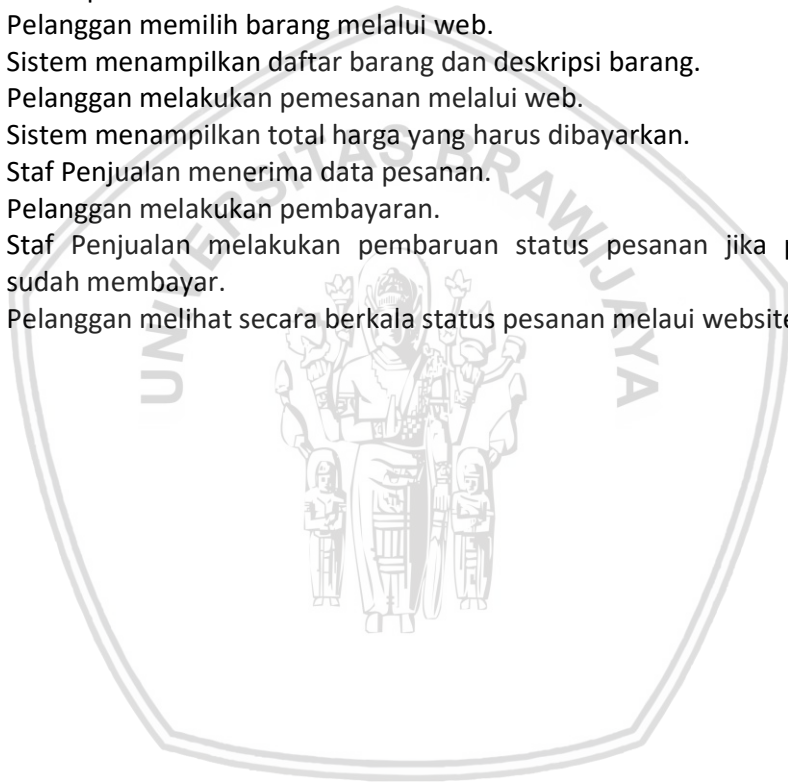 Pelanggan memilih barang melalui web.
Sistem menampilkan daftar barang dan deskripsi barang.
Pelanggan melakukan pemesanan melalui web.
Sistem menampilkan total harga yang harus dibayarkan.
Staf Penjualan menerima data pesanan.
Pelanggan melakukan pembayaran.
Staf Penjualan melakukan pembaruan status pesanan jika
sudah membayar.
Pelanggan melihat secara berkala status pesanan melaui website
UNIVERSITAS BRAWIJAYA